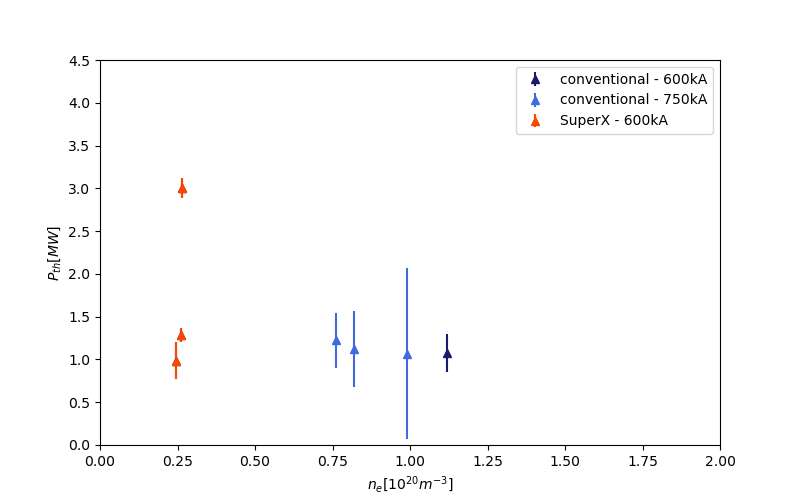 4.5
4.0
3.5
3.0
2.5
2.0
1.5
1.0
0.5
0.0
P_{th}[MW]
conventional - 600kA
conventional - 750kA
SuperX - 600kA
0.00 0.25 0.50 0.75 1.00 1.25 1.50 1.75 2.00
n_e[10^{20}m^{-3}]